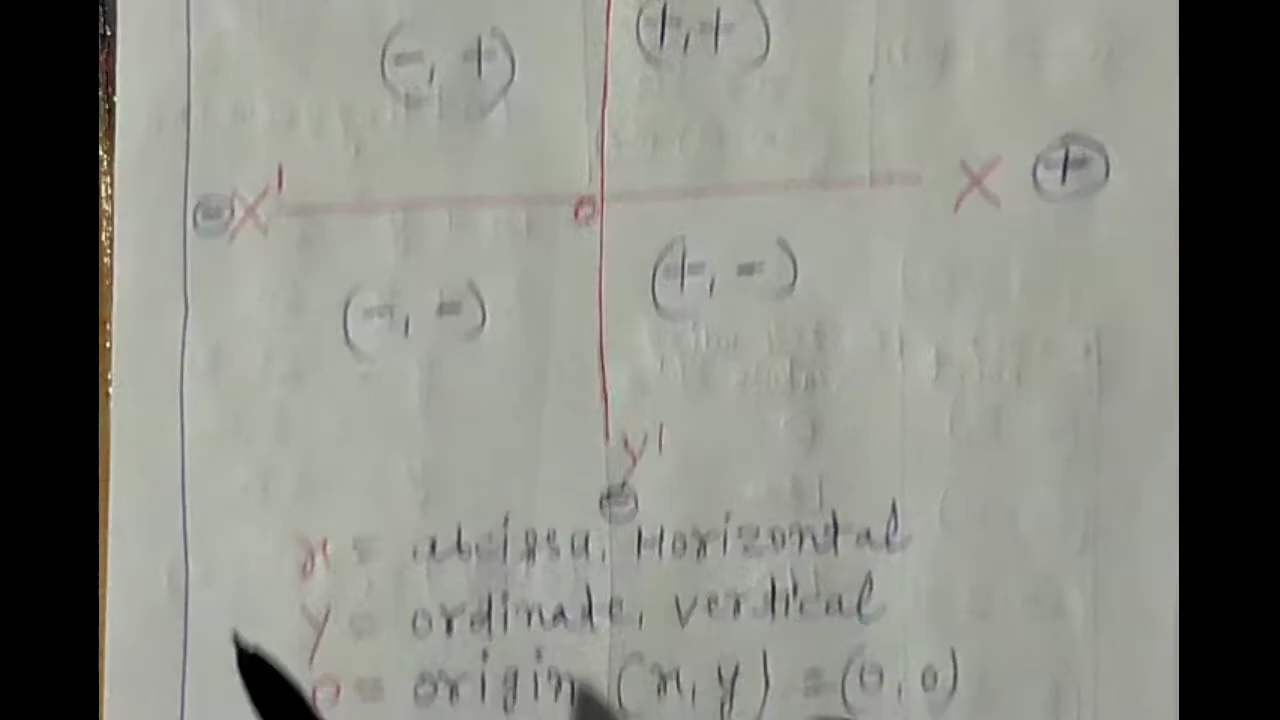 (-, +) (+,+)
-X' O X +
(-, -) (+, -)
Y'
-
x = abcissa, Horizontal
y = ordinate, vertical
O = origin (x, y) = (0, 0)